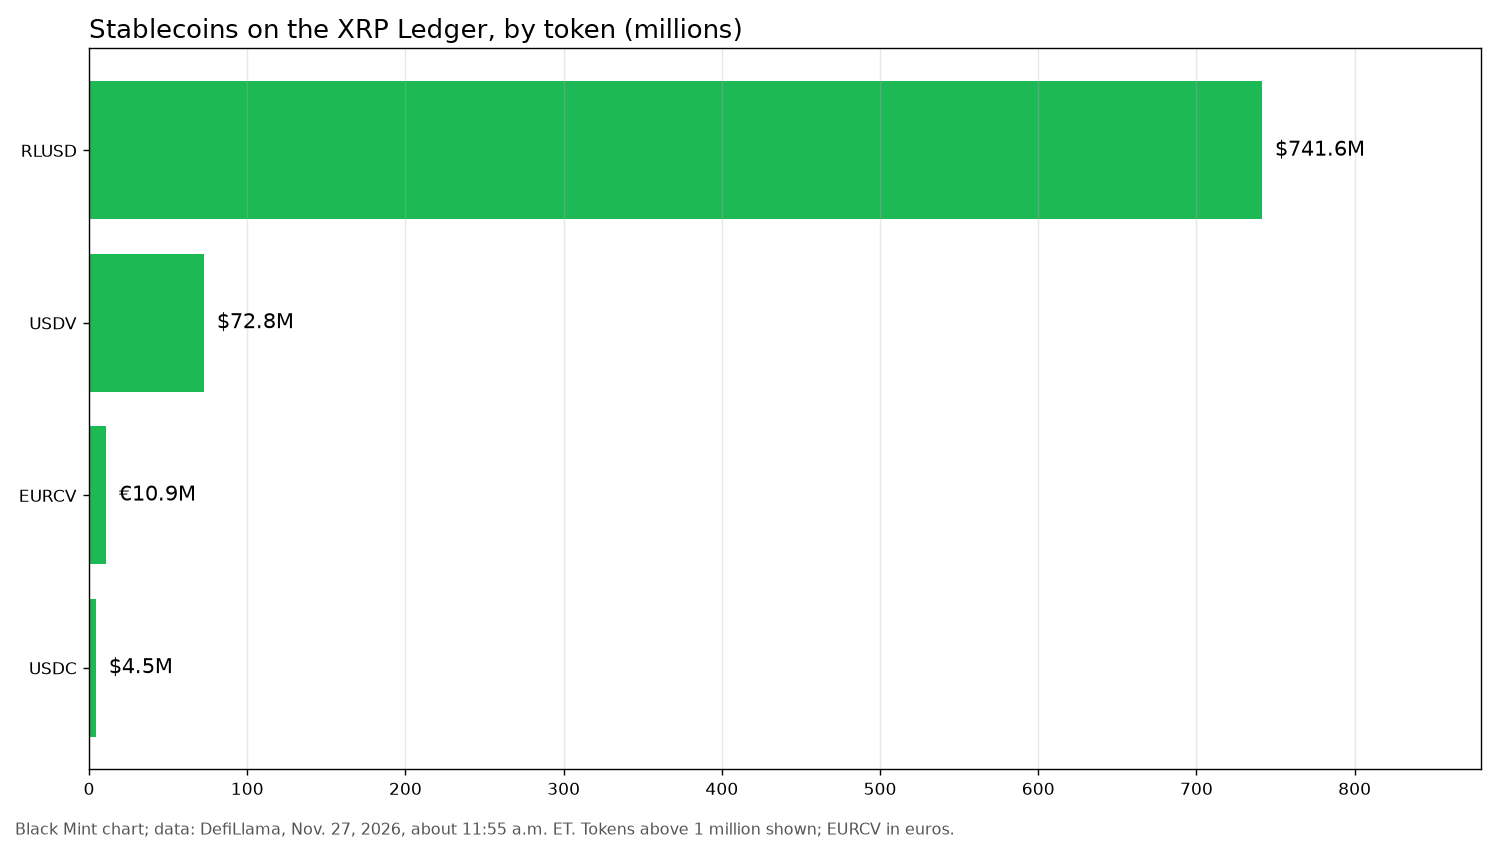 Stablecoins on the XRP Ledger, by token (millions)
RLUSD
$741.6M
USDV
$72.8M
EURCV
€10.9M
USDC
$4.5M
0 100 200 300 400 500 600 700 800
Black Mint chart; data: DefiLlama, Nov. 27, 2026, about 11:55 a.m. ET. Tokens above 1 million shown; EURCV in euros.